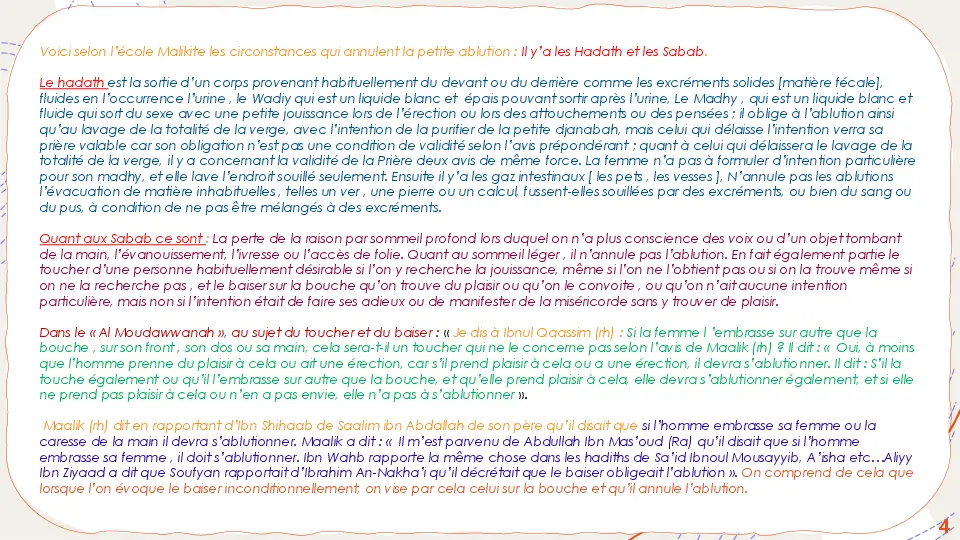 Voici selon l'école Malikite les circonstances qui annulent la petite ablution : Il y'a les Hadath et les Sabab.
Le hadath est la sortie d'un corps provenant habituellement du devant ou du derrière comme les excréments solides [matière fécale],
fluides en l'occurrence l'urine , le Wadiy qui est un liquide blanc et épais pouvant sortir après l'urine, Le Madhy , qui est un liquide blanc et
fluide qui sort du sexe avec une petite jouissance lors de l'érection ou lors des attouchements ou des pensées ; il oblige à l'ablution ainsi
qu'au lavage de la totalité de la verge, avec l'intention de la purifier de la petite djanabah, mais celui qui délaisse l'intention verra sa
prière valable car son obligation n'est pas une condition de validité selon l'avis prépondérant ; quant à celui qui délaissera le lavage de la
totalité de la verge, il y a concernant la validité de la Prière deux avis de même force. La femme n'a pas à formuler d'intention particulière
pour son madhy, et elle lave l'endroit souillé seulement. Ensuite il y'a les gaz intestinaux [ les pets , les vesses ], N'annule pas les ablutions
l'évacuation de matière inhabituelles , telles un ver , une pierre ou un calcul, fussent-elles souillées par des excréments, ou bien du sang ou
du pus, à condition de ne pas être mélangés à des excréments.
Quant aux Sabab ce sont : La perte de la raison par sommeil profond lors duquel on n'a plus conscience des voix ou d'un objet tombant
de la main, l'évanouissement, l'ivresse ou l'accès de folie. Quant au sommeil léger , il n'annule pas l'ablution. En fait également partie le
toucher d'une personne habituellement désirable si l'on y recherche la jouissance, même si l'on ne l'obtient pas ou si on la trouve même si
on ne la recherche pas , et le baiser sur la bouche qu'on trouve du plaisir ou qu'on le convoite , ou qu'on n'ait aucune intention
particulière, mais non si l'intention était de faire ses adieux ou de manifester de la miséricorde sans y trouver de plaisir.
Dans le « Al Moudawwanah », au sujet du toucher et du baiser : « Je dis à Ibnul Qaassim (rh) : Si la femme l 'embrasse sur autre que la
bouche , sur son front , son dos ou sa main, cela sera-t-il un toucher qui ne le concerne pas selon l'avis de Maalik (rh) ? Il dit : « Oui, à moins
que l'homme prenne du plaisir à cela ou ait une érection, car s'il prend plaisir à cela ou a une érection, il devra s'ablutionner. Il dit : S'il la
touche également ou qu'il l'embrasse sur autre que la bouche, et qu'elle prend plaisir à cela, elle devra s'ablutionner également, et si elle
ne prend pas plaisir à cela ou n'en a pas envie, elle n'a pas à s'ablutionner ».
Maalik (rh) dit en rapportant d'Ibn Shihaab de Saalim ibn Abdallah de son père qu'il disait que si l'homme embrasse sa femme ou la
caresse de la main il devra s'ablutionner. Maalik a dit : « Il m'est parvenu de Abdullah Ibn Mas'oud (Ra) qu'il disait que si l'homme
embrasse sa femme , il doit s'ablutionner. Ibn Wahb rapporte la même chose dans les hadiths de Sa'id Ibnoul Mousayyib, A'isha etc…Aliyy
Ibn Ziyaad a dit que Soufyan rapportait d'Ibrahim An-Nakha'i qu'il décrétait que le baiser obligeait l'ablution ». On comprend de cela que
lorsque l'on évoque le baiser inconditionnellement, on vise par cela celui sur la bouche et qu'il annule l'ablution.
4